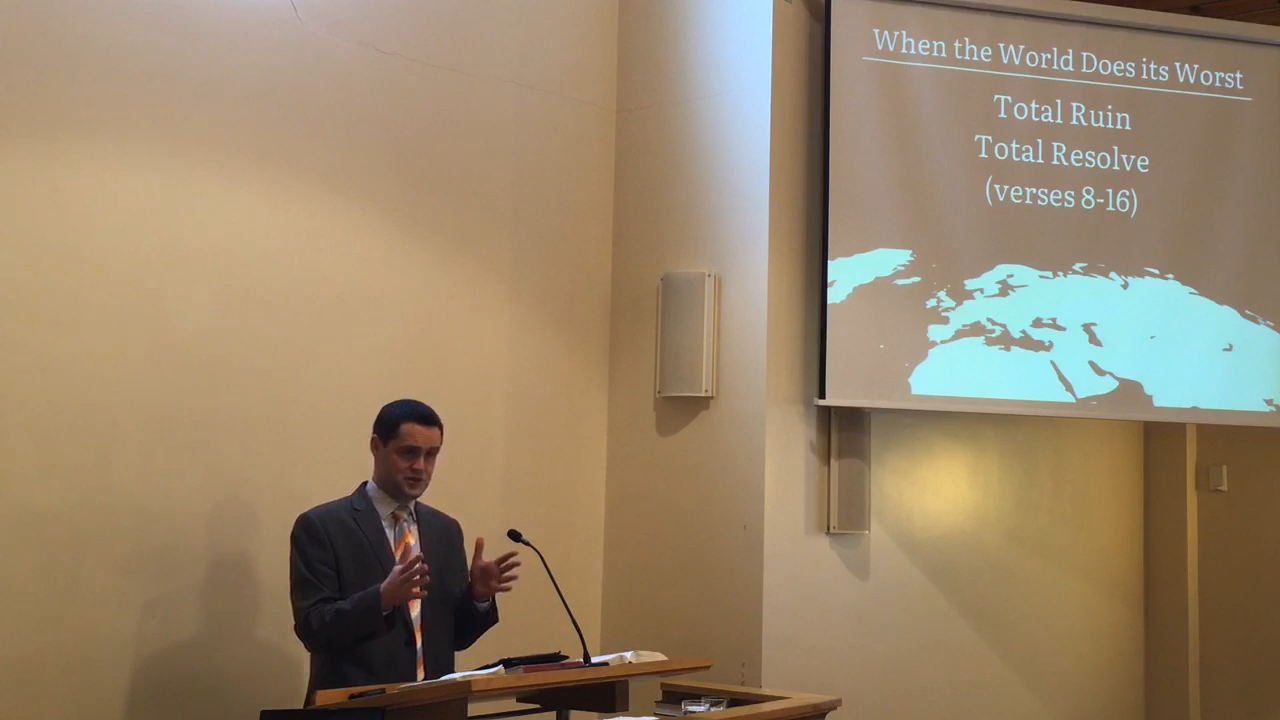 When the World Does its Worst
Total Ruin
Total Resolve
(verses 8-16)